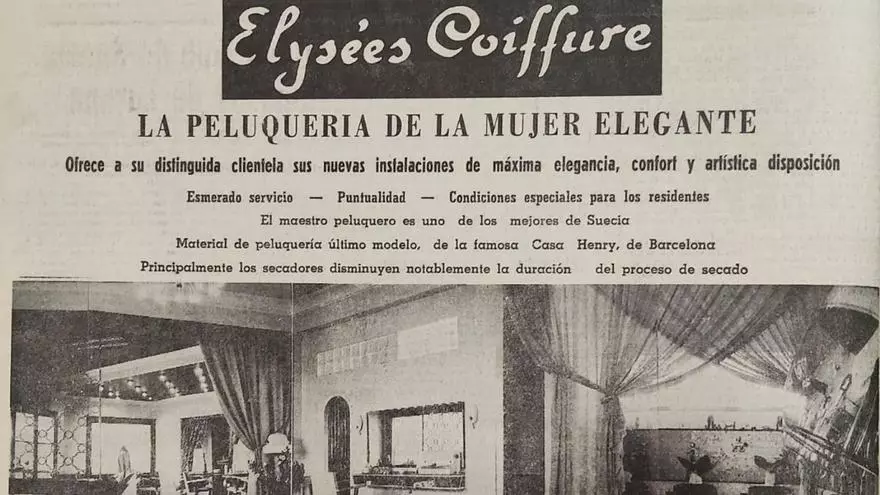 Elysées Coiffure
LA PELUQUERIA DE LA MUJER ELEGANTE
Ofrece a su distinguida clientela sus nuevas instalaciones de máxima elegancia, confort y artística disposición
Esmerado servicio — Puntualidad — Condiciones especiales para los residentes
El maestro peluquero es uno de los mejores de Suecia
Material de peluquería último modelo, de la famosa Casa Henry, de Barcelona
Principalmente los secadores disminuyen notablemente la duración del proceso de secado